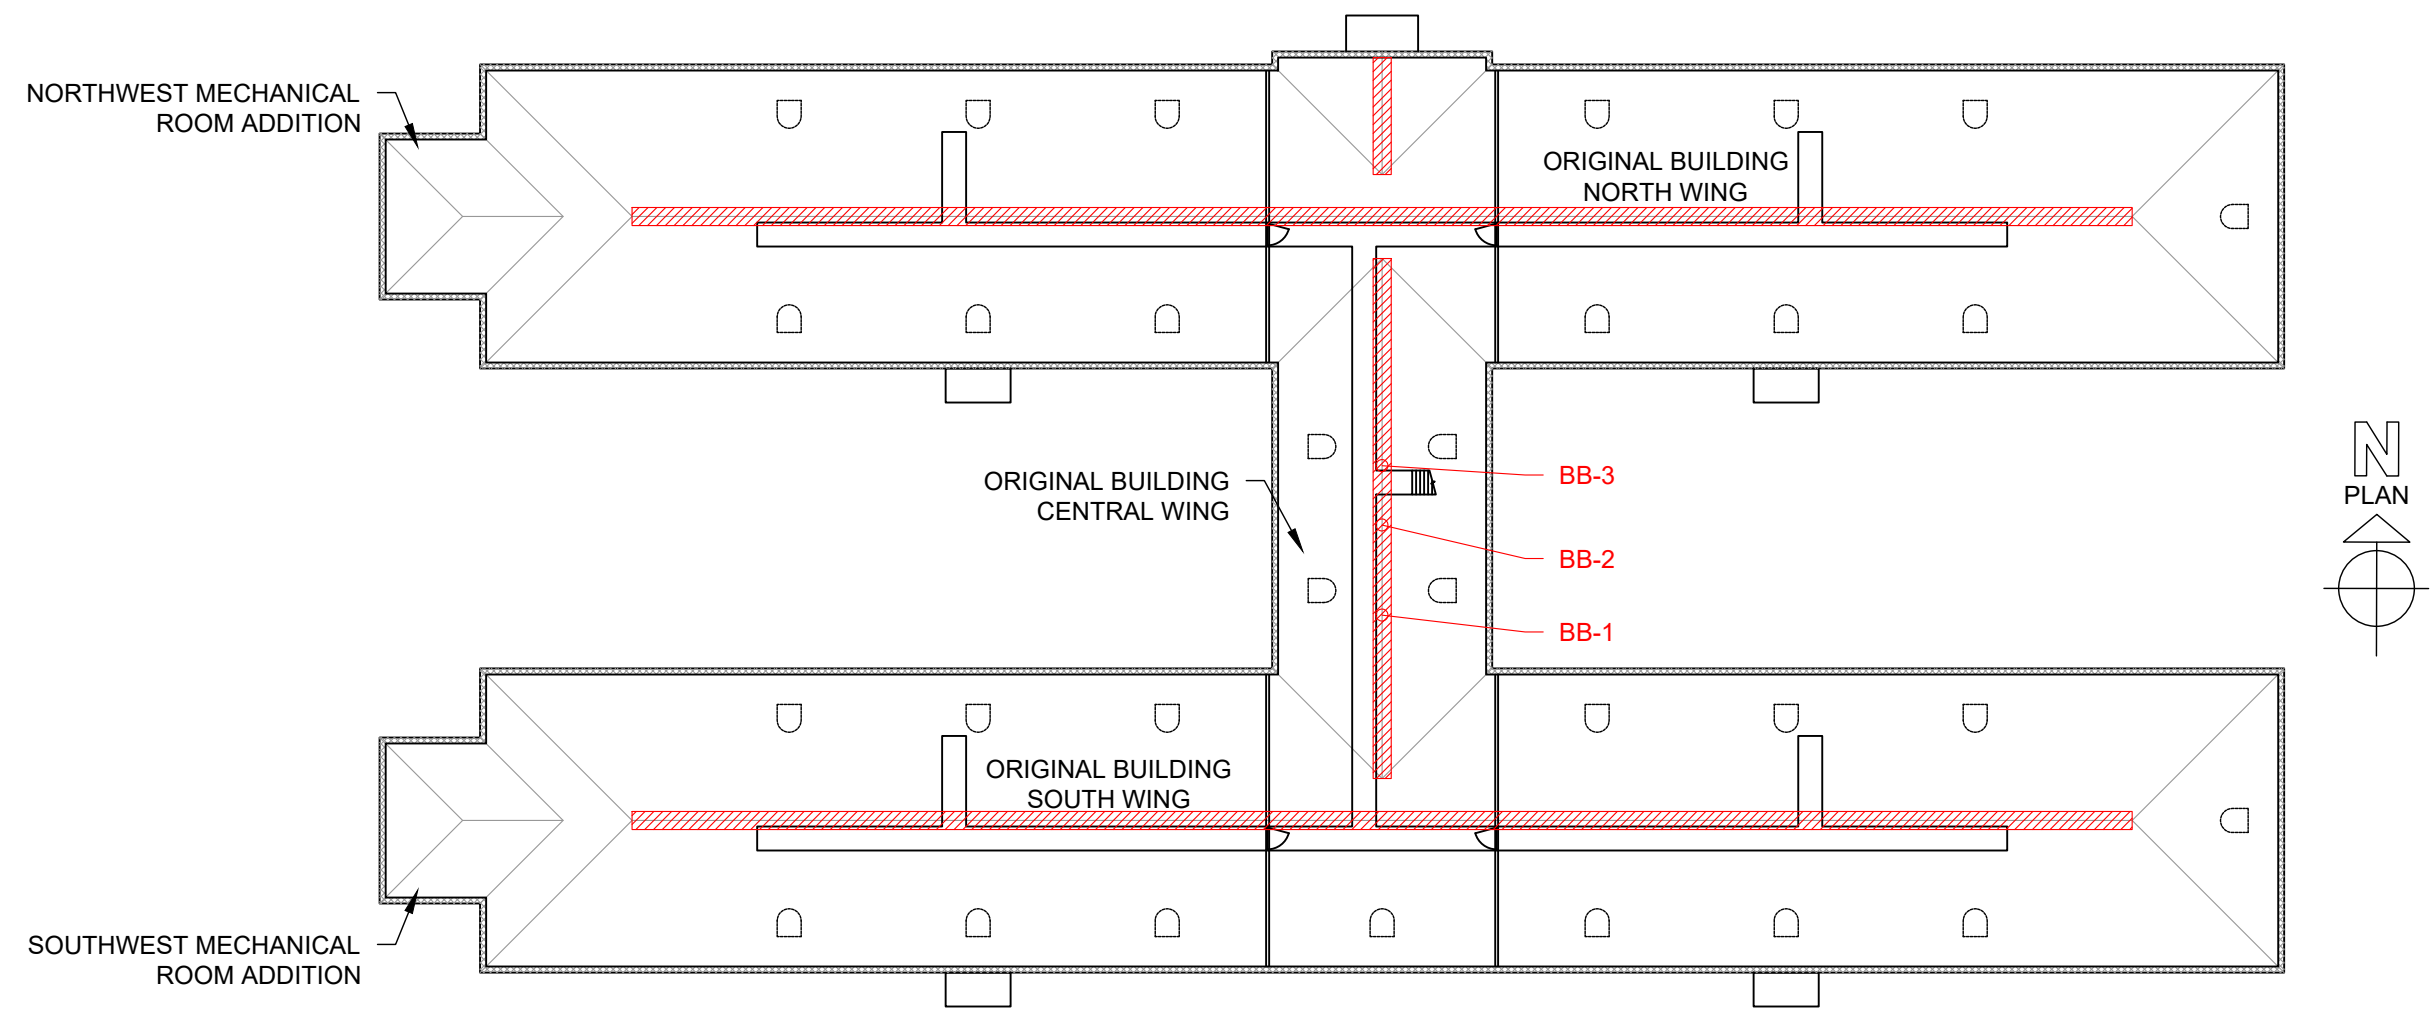 NORTHWEST MECHANICAL
ROOM ADDITION
ORIGINAL BUILDING
NORTH WING
ORIGINAL BUILDING
CENTRAL WING
BB-3
BB-2
BB-1
N
PLAN
ORIGINAL BUILDING
SOUTH WING
SOUTHWEST MECHANICAL
ROOM ADDITION